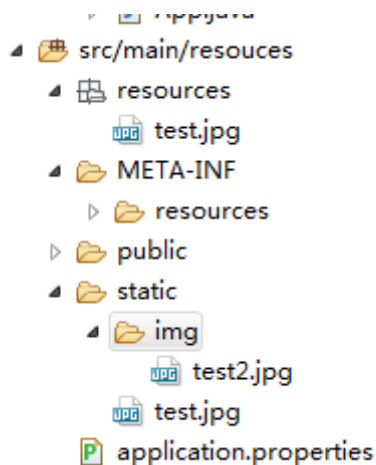 src/main/resouces
resources
test.jpg
META-INF
resources
public
static
img
test2.jpg
test.jpg
application.properties